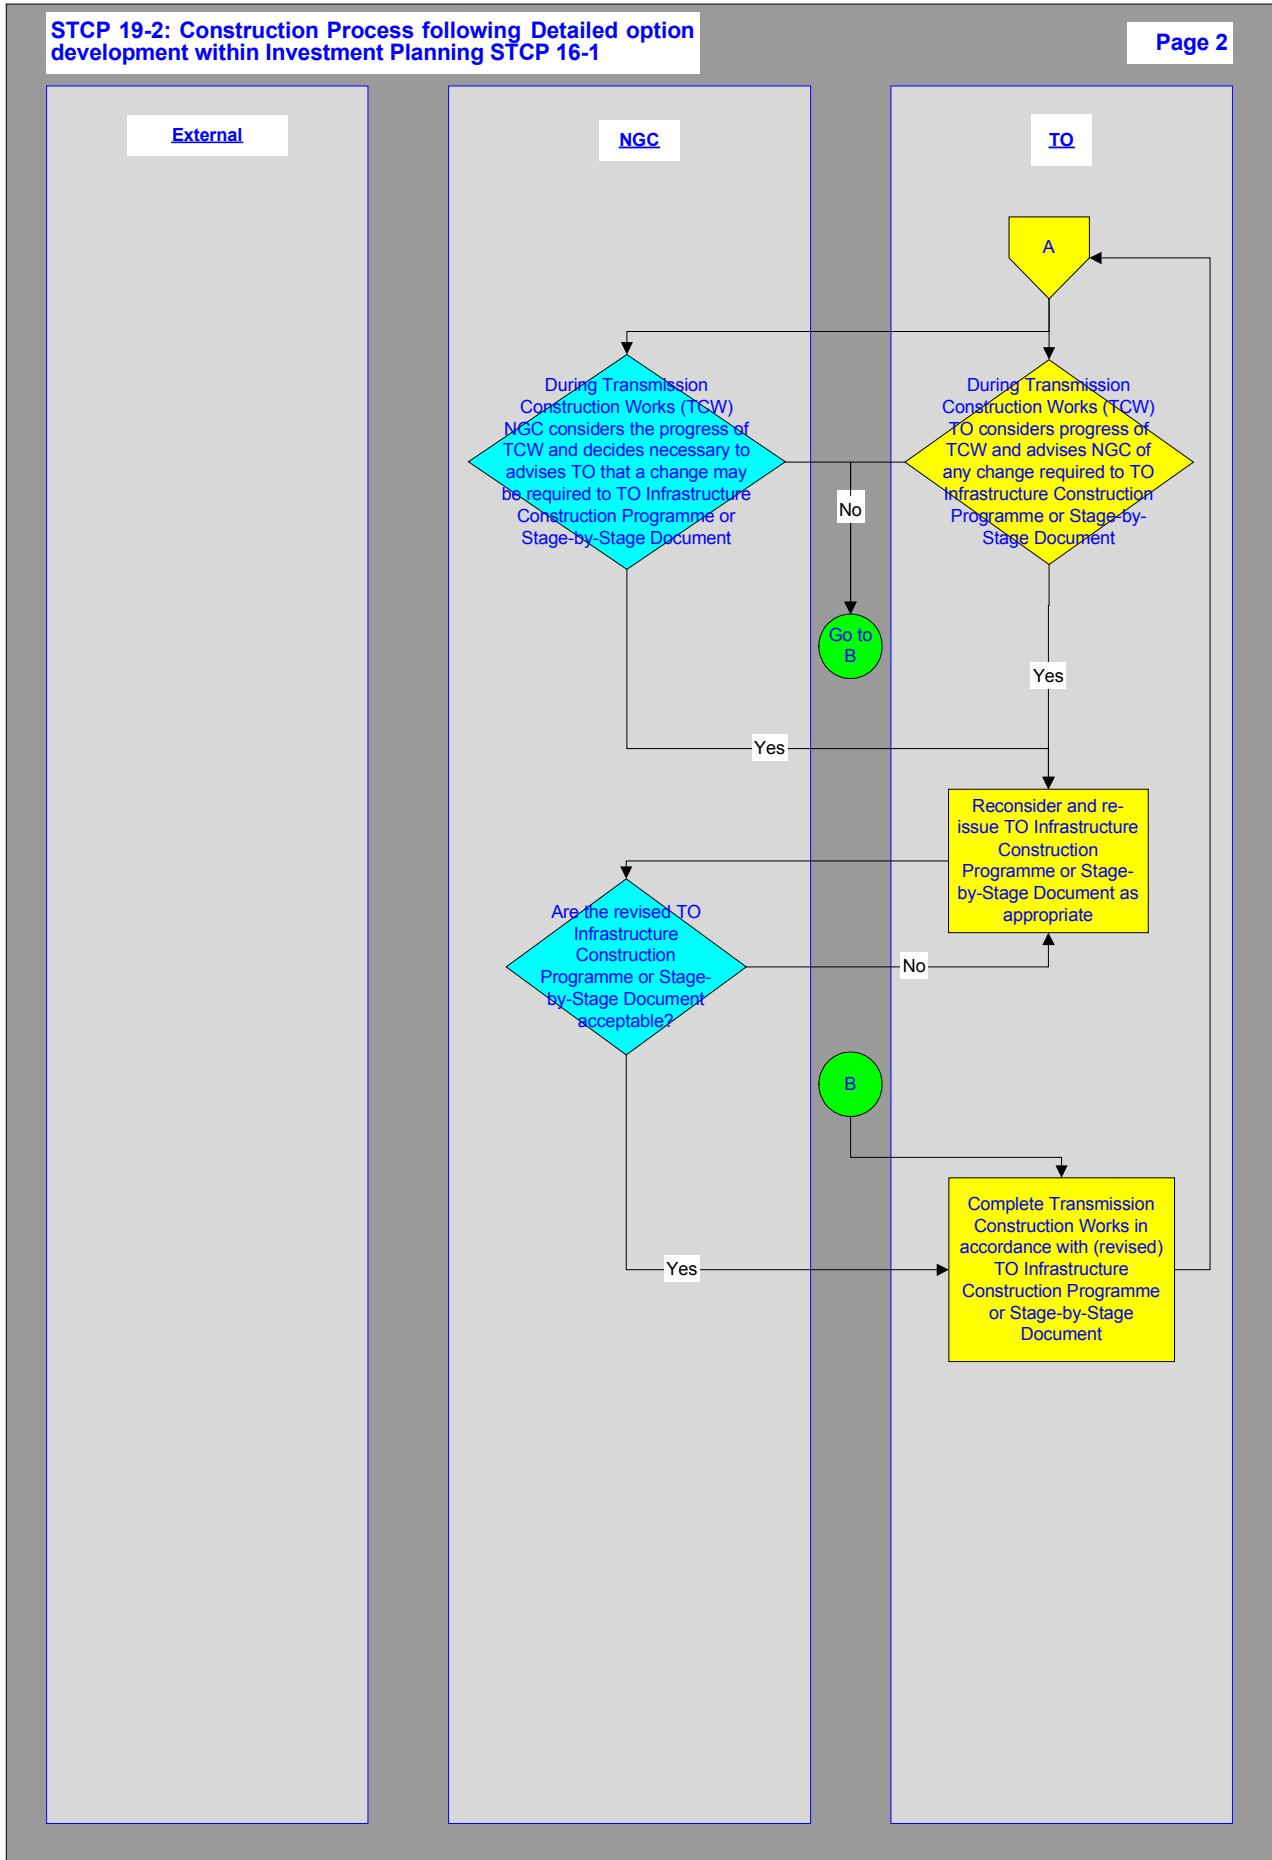 STCP 19-2: Construction Process following Detailed option
development within Investment Planning STCP 16-1
Page 2
External
NGC
TO
A
During Transmission
Construction Works (TCW)
NGC considers the progress of
TCW and decides necessary to
advises TO that a change may
be required to TO Infrastructure
Construction Programme or
Stage-by-Stage Document
During Transmission
Construction Works (TCW)
TO considers progress of
TCW and advises NGC of
any change required to TO
Infrastructure Construction
Programme or Stage-by-
Stage Document
No
Go to
B
Yes
Yes
Reconsider and re-
issue TO Infrastructure
Construction
Programme or Stage-
by-Stage Document as
appropriate
Are the revised TO
Infrastructure
Construction
Programme or Stage-
by-Stage Document
acceptable?
No
B
Complete Transmission
Construction Works in
accordance with (revised)
TO Infrastructure
Construction Programme
or Stage-by-Stage
Document
Yes